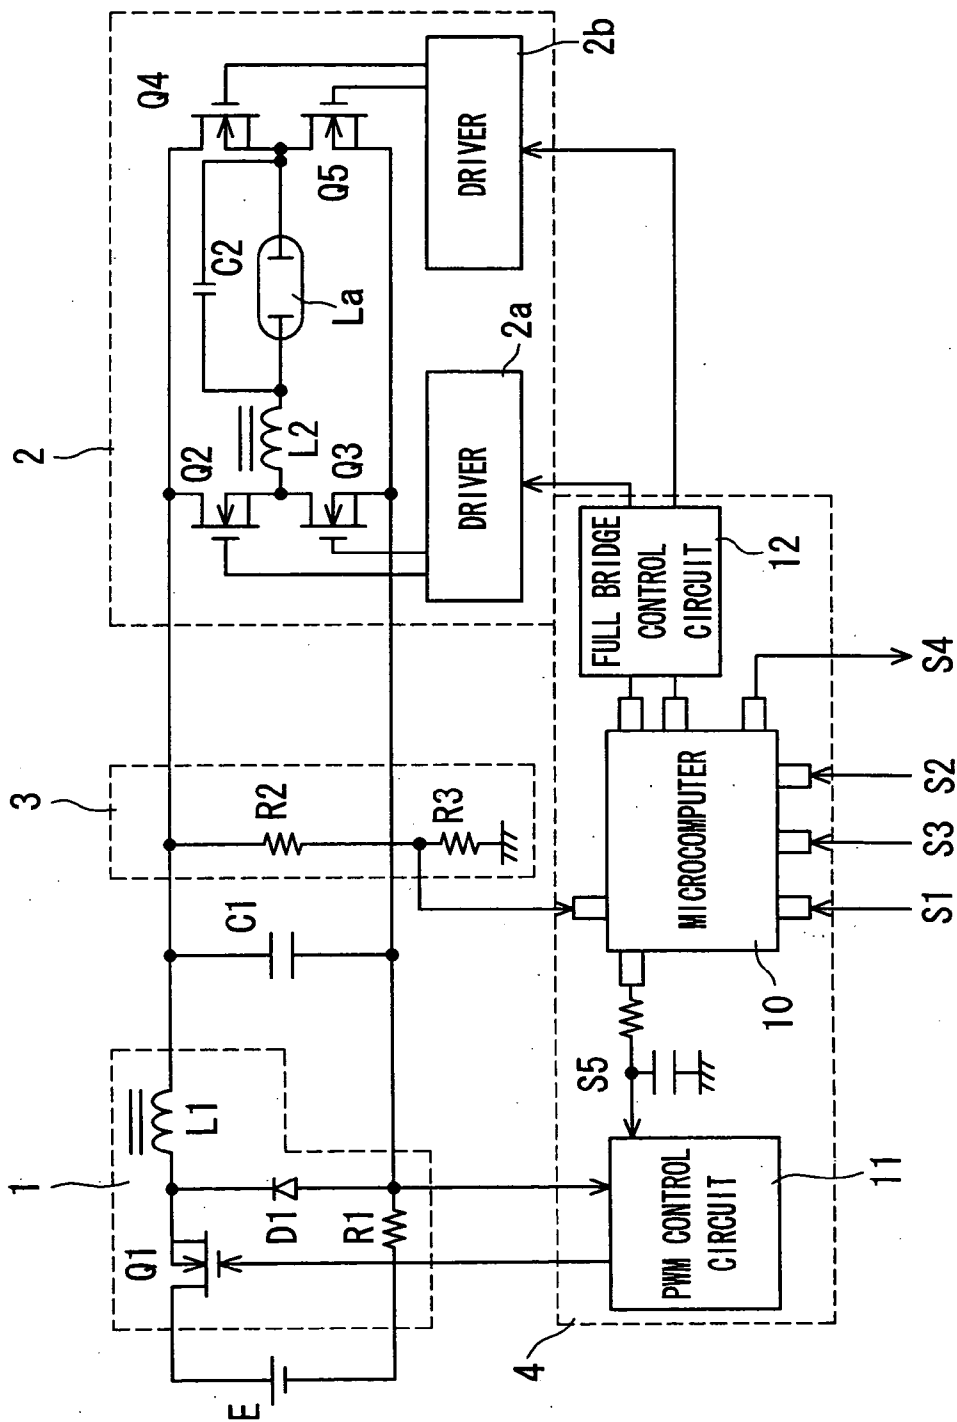 1
3
2
Q1
L1
C1
R2
Q2
C2
Q4
D1
R1
R3
L2
Q3
La
Q5
E
2a
2b
DRIVER
DRIVER
4
PWM CONTROL
CIRCUIT
11
S5
10
MICROCOMPUTER
FULL BRIDGE
CONTROL
CIRCUIT
12
S1
S3
S2
S4